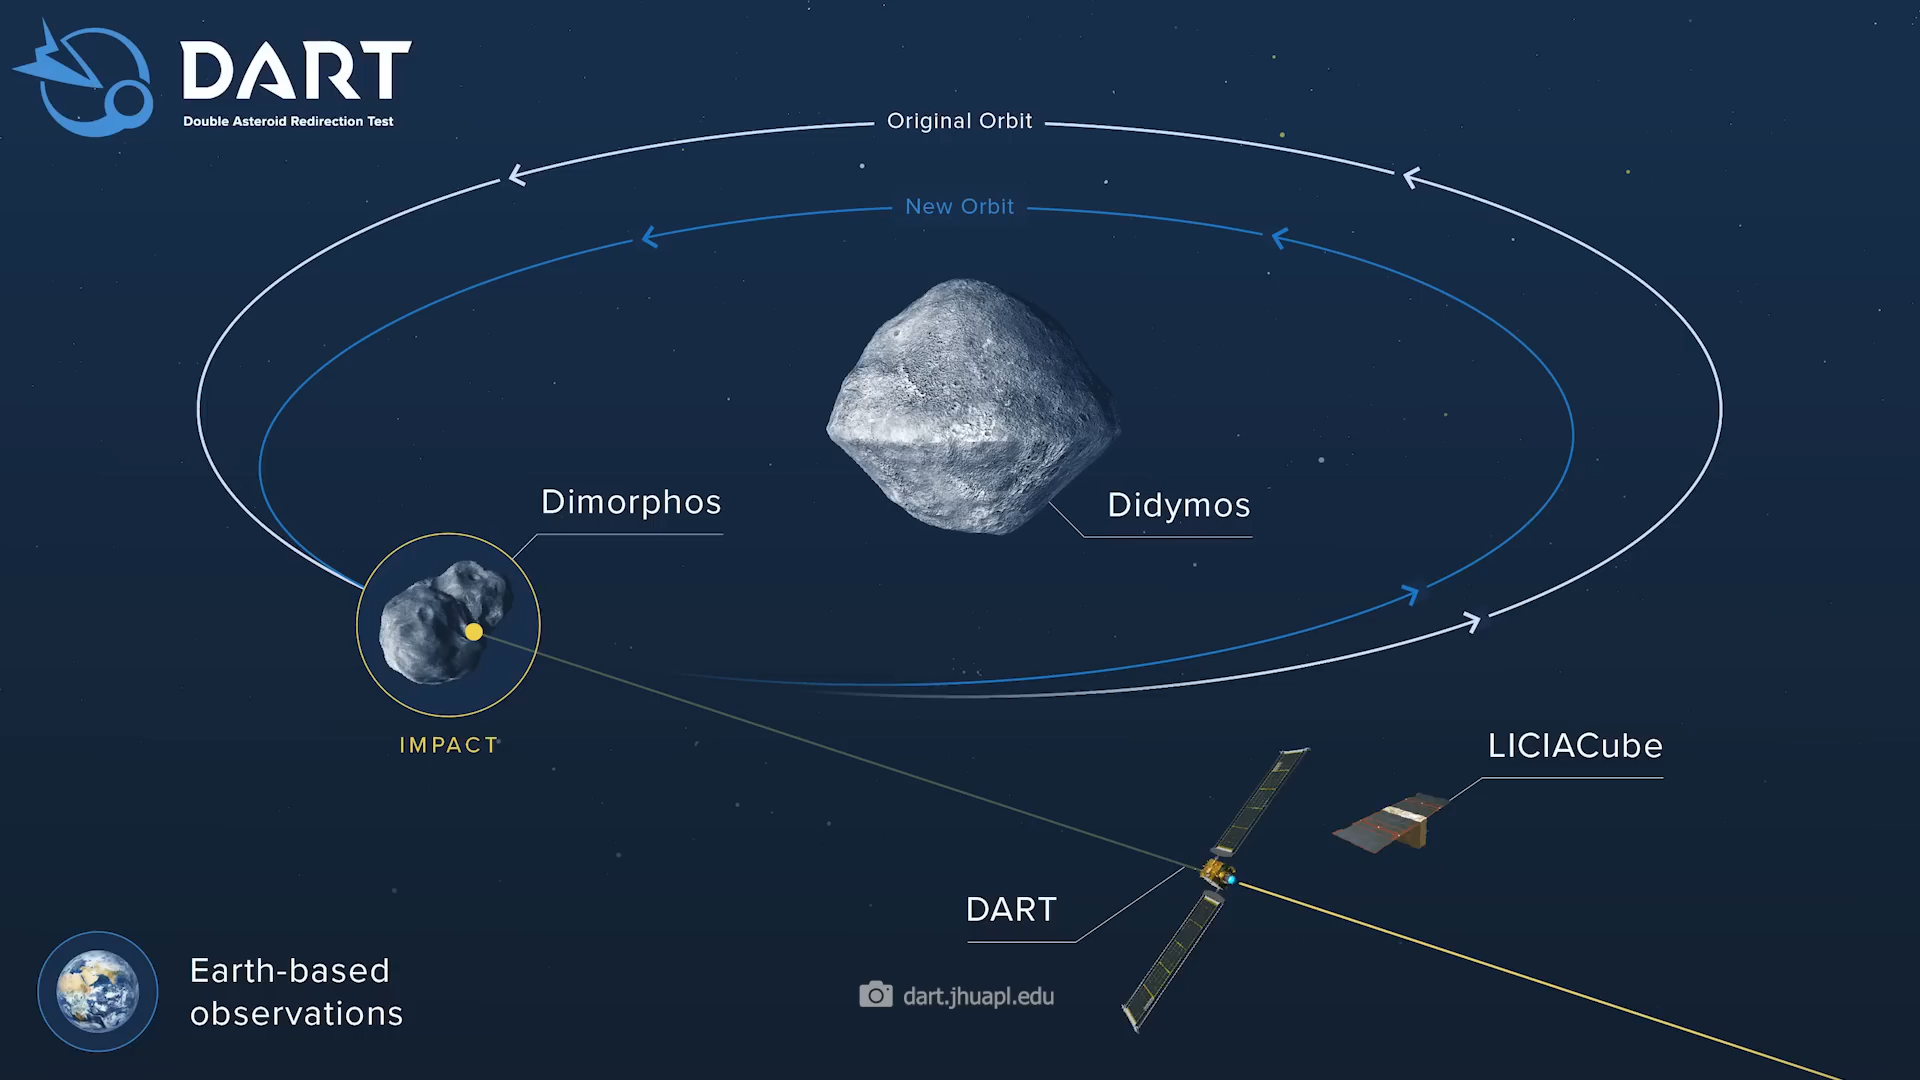 DART
Double Asteroid Redirection Test
Original Orbit
New Orbit
Dimorphos
Didymos
IMPACT
LICIACube
DART
Earth-based
observations
dart.jhuapl.edu